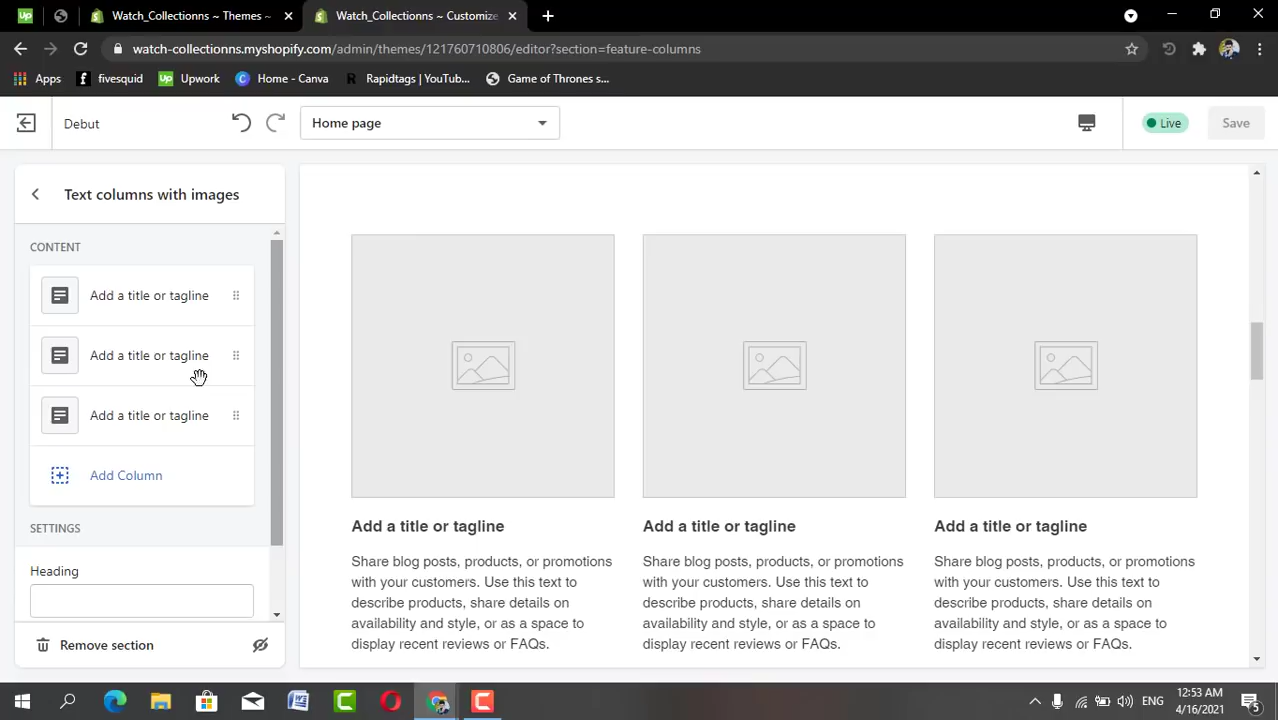 Watch_Collectionns ~ Themes ~
Watch_Collectionns ~ Customize
watch-collectionns.myshopify.com/admin/themes/121760710806/editor?section=feature-columns
Apps
fivesquid
Up
Upwork
Home - Canva
Rapidtags | YouTub...
Game of Thrones s...
Debut
Home page
Live
Save
Text columns with images
CONTENT
Add a title or tagline
Add a title or tagline
Add a title or tagline
Add Column
SETTINGS
Heading
Remove section
Add a title or tagline
Share blog posts, products, or promotions
with your customers. Use this text to
describe products, share details on
availability and style, or as a space to
display recent reviews or FAQs.
Add a title or tagline
Share blog posts, products, or promotions
with your customers. Use this text to
describe products, share details on
availability and style, or as a space to
display recent reviews or FAQs.
Add a title or tagline
Share blog posts, products, or promotions
with your customers. Use this text to
describe products, share details on
availability and style, or as a space to
display recent reviews or FAQs.
ENG
12:53 AM
4/16/2021
5